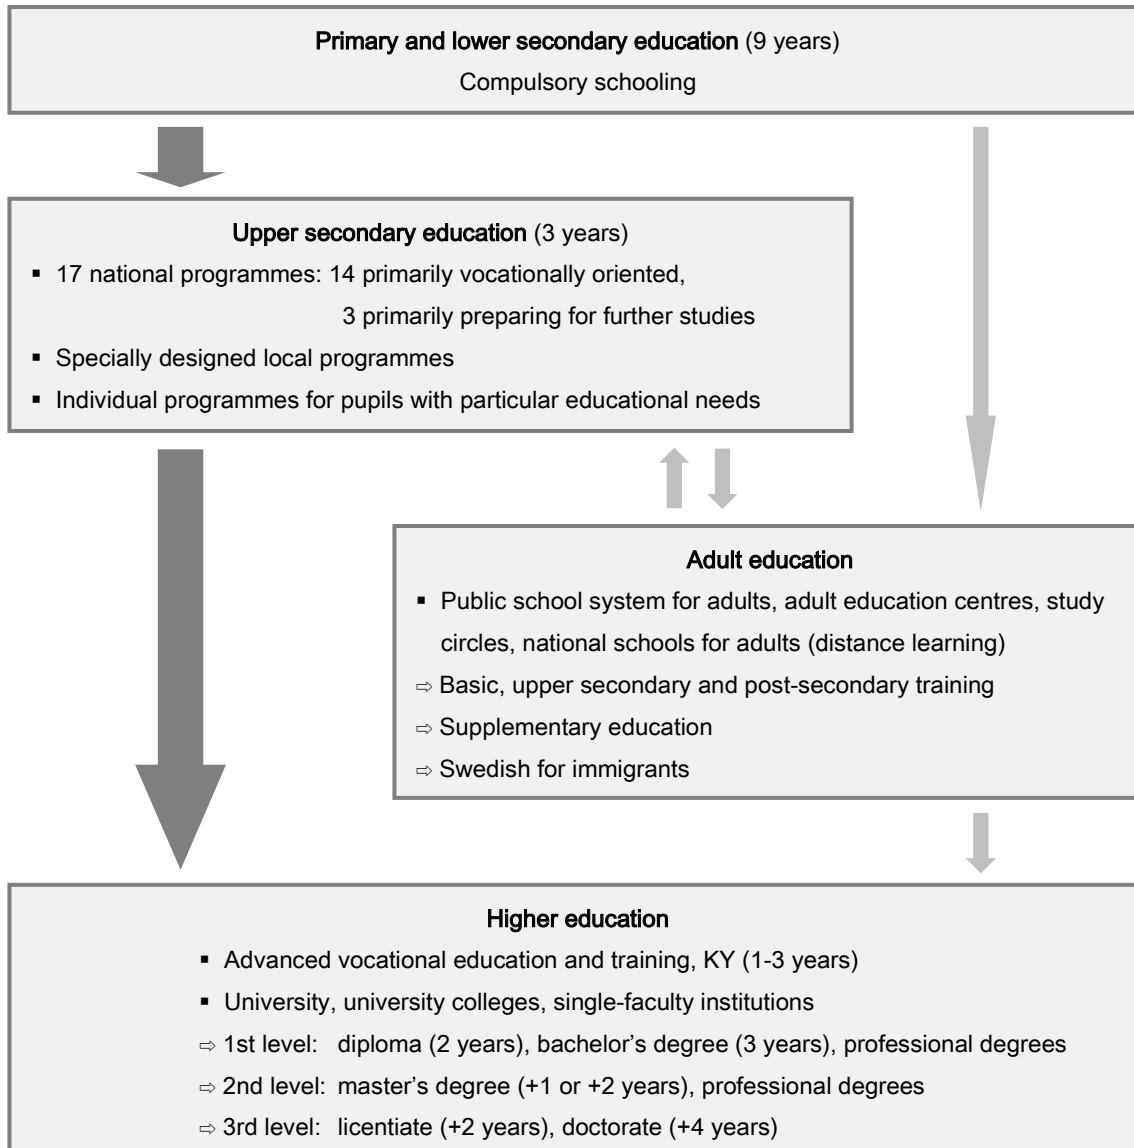 Primary and lower secondary education (9 years)
Compulsory schooling
Upper secondary education (3 years)
▪ 17 national programmes: 14 primarily vocationally oriented,
3 primarily preparing for further studies
▪ Specially designed local programmes
▪ Individual programmes for pupils with particular educational needs
Adult education
▪ Public school system for adults, adult education centres, study
circles, national schools for adults (distance learning)
⇨ Basic, upper secondary and post-secondary training
⇨ Supplementary education
⇨ Swedish for immigrants
Higher education
▪ Advanced vocational education and training, KY (1-3 years)
▪ University, university colleges, single-faculty institutions
⇨ 1st level: diploma (2 years), bachelor’s degree (3 years), professional degrees
⇨ 2nd level: master’s degree (+1 or +2 years), professional degrees
⇨ 3rd level: licentiate (+2 years), doctorate (+4 years)